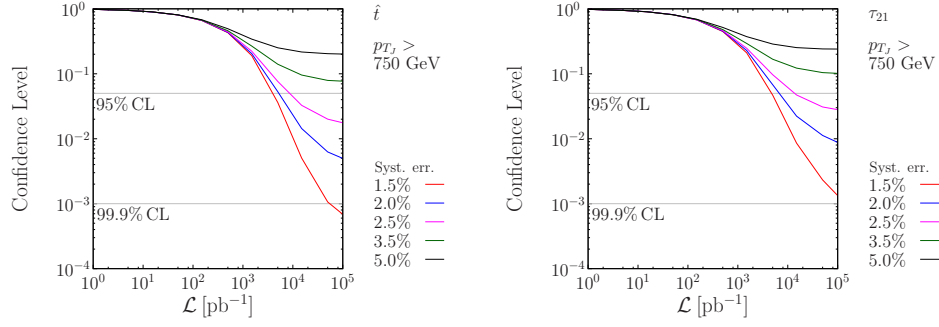 10^0
10^−1
10^−2
10^−3
10^−4
Confidence Level
95% CL
99.9% CL
10^0 10^1 10^2 10^3 10^4 10^5
ℒ [pb^−1]
t̂
p_{T_J} >
750 GeV
Syst. err.
1.5%
2.0%
2.5%
3.5%
5.0%
10^0
10^−1
10^−2
10^−3
10^−4
Confidence Level
95% CL
99.9% CL
10^0 10^1 10^2 10^3 10^4 10^5
ℒ [pb^−1]
τ_{21}
p_{T_J} >
750 GeV
Syst. err.
1.5%
2.0%
2.5%
3.5%
5.0%